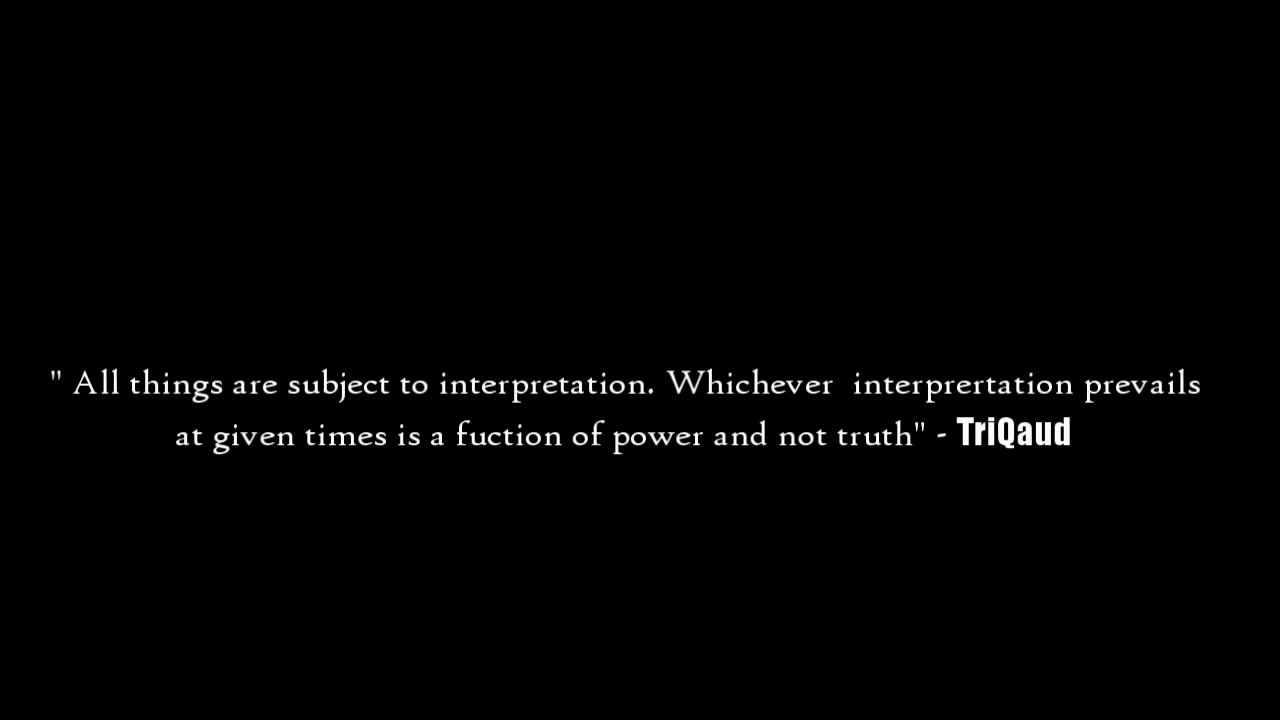 " All things are subject to interpretation. Whichever  interprertation prevails
at given times is a fuction of power and not truth" - TriQaud